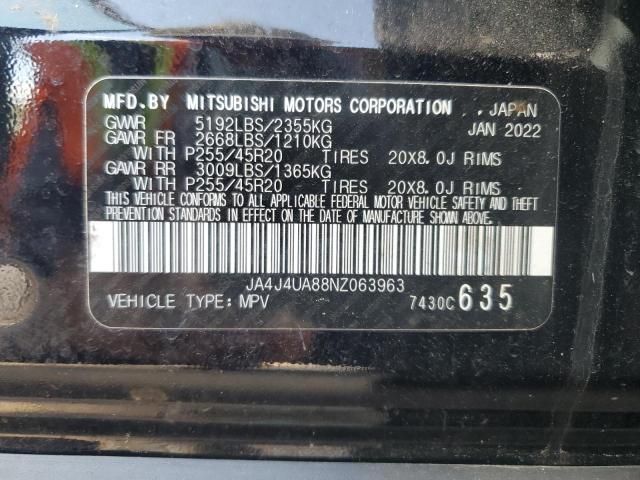 MFD.BY MITSUBISHI MOTORS CORPORATION , JAPAN
GVWR 5192LBS/2355KG JAN 2022
GAWR FR 2668LBS/1210KG
WITH P255/45R20 TIRES 20X8.0J RIMS
GAWR RR 3009LBS/1365KG
WITH P255/45R20 TIRES 20X8.0J RIMS
THIS VEHICLE CONFORMS TO ALL APPLICABLE FEDERAL MOTOR VEHICLE SAFETY AND THEFT
PREVENTION STANDARDS IN EFFECT ON THE DATE OF MANUFACTURE SHOWN ABOVE.
JA4J4UA88NZ063963
VEHICLE TYPE: MPV 7430C 635